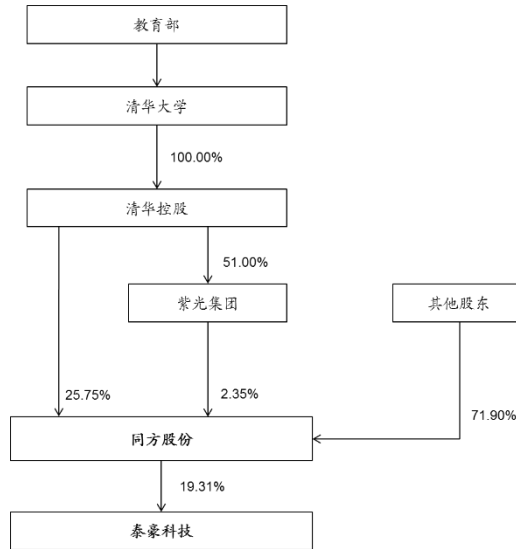 教育部
清华大学
100.00%
清华控股
51.00%
紫光集团
其他股东
25.75%
2.35%
71.90%
同方股份
19.31%
泰豪科技